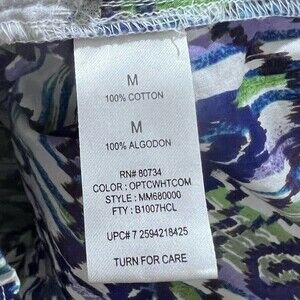 M
100% COTTON
M
100% ALGODON
RN# 80734
COLOR : OPTCWHTCOM
STYLE : MM680000
FTY : B1007HCL
UPC# 7 2594218425
TURN FOR CARE